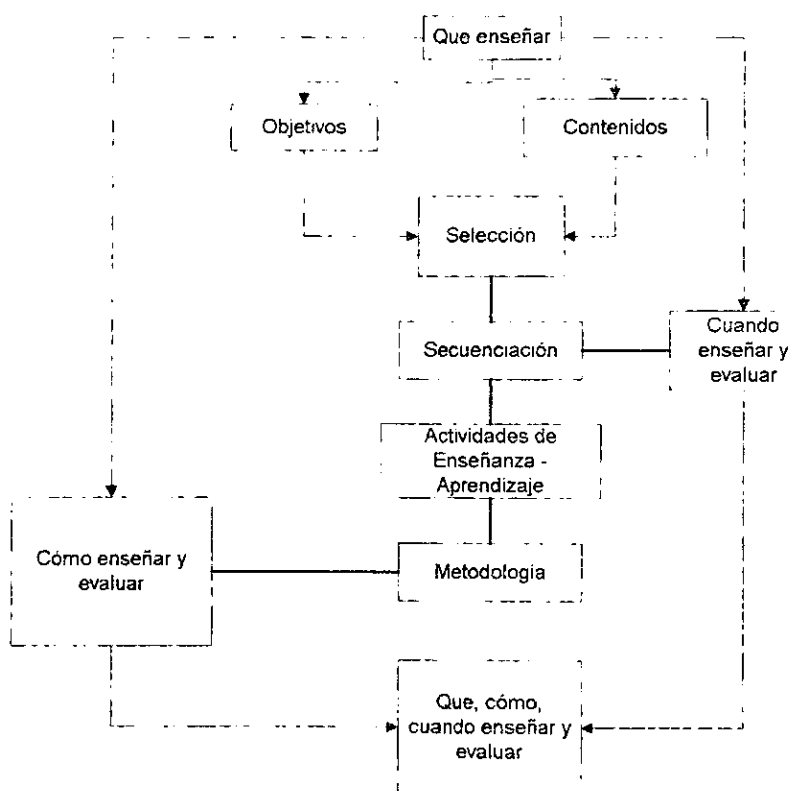 Que enseñar
Objetivos
Contenidos
Selección
Secuenciación
Cuando
enseñar y
evaluar
Actividades de
Enseñanza -
Aprendizaje
Cómo enseñar y
evaluar
Metodologia
Que, cómo,
cuando enseñar y
evaluar